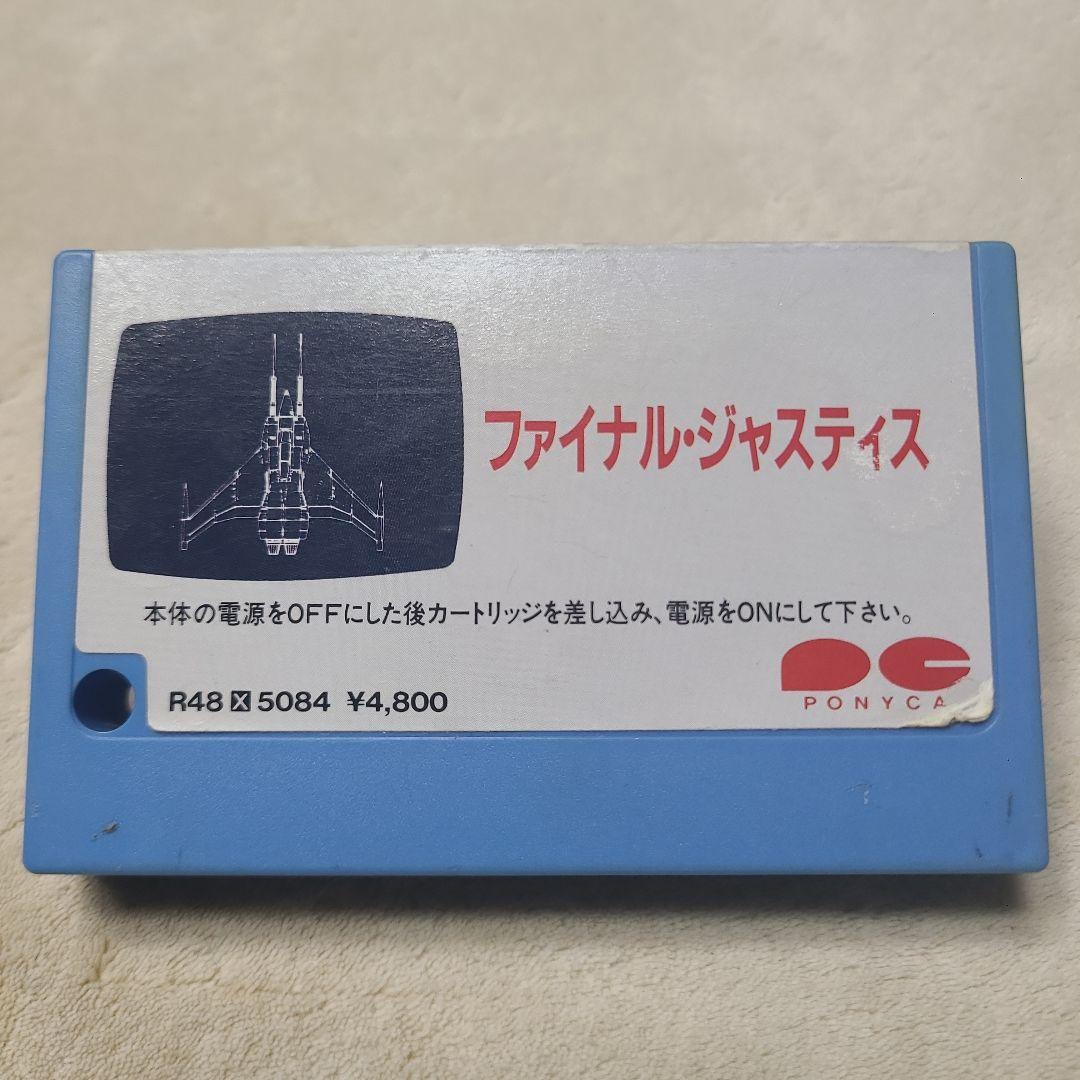 ファイナル・ジャスティス
本体の電源をOFFにした後カートリッジを差し込み、電源をONにして下さい。
PC
R48 X 5084 ¥4,800
PONYCA